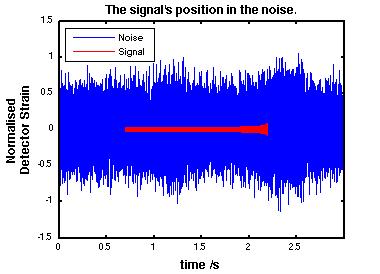 The signal's position in the noise.
1.5
Noise
Signal
1
0.5
0
-0.5
-1
-1.5
Normalised
Detector Strain
0 0.5 1 1.5 2 2.5
time /s